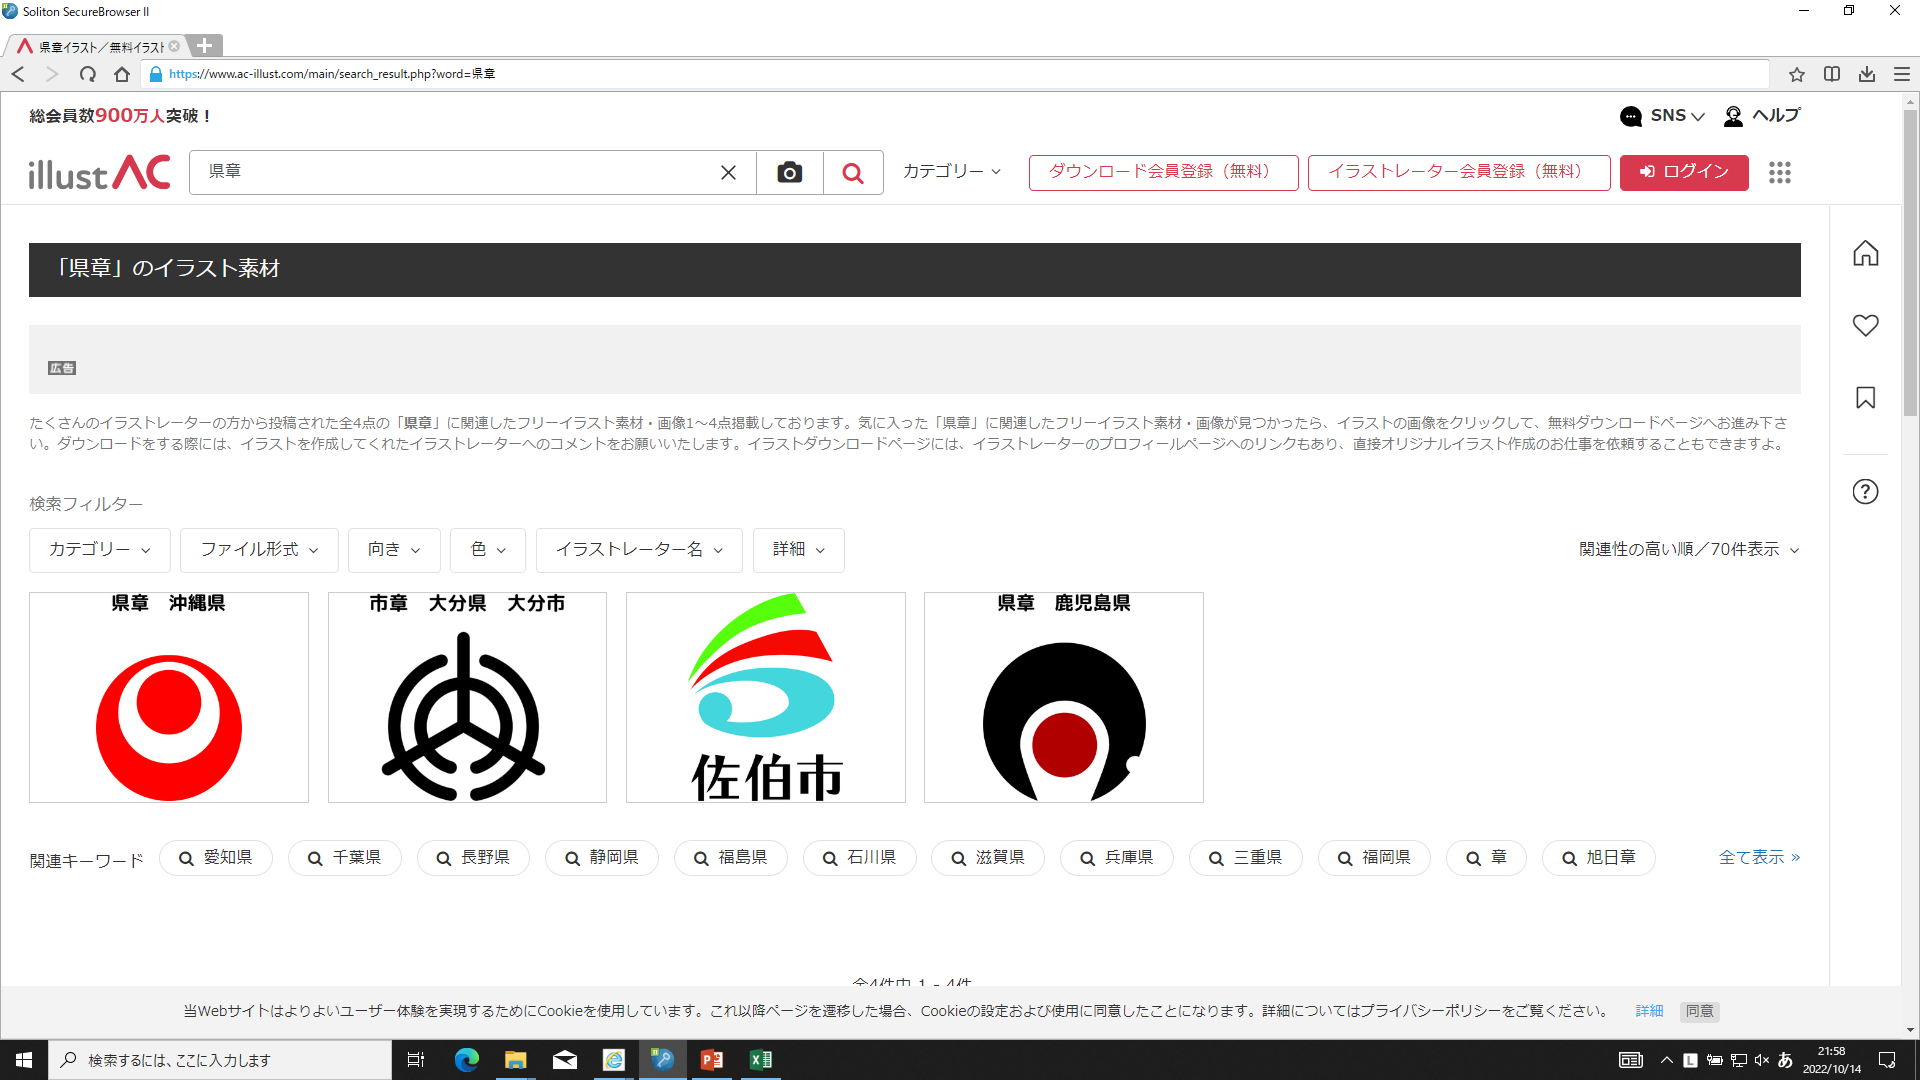 Soliton SecureBrowser II
県章イラスト／無料イラスト
https://www.ac-illust.com/main/search_result.php?word=県章
総会員数900万人突破！
SNS
ヘルプ
illust AC
県章
カテゴリー
ダウンロード会員登録（無料）
イラストレーター会員登録（無料）
ログイン
「県章」のイラスト素材
広告
たくさんのイラストレーターの方から投稿された全4点の「県章」に関連したフリーイラスト素材・画像1～4点掲載しております。気に入った「県章」に関連したフリーイラスト素材・画像が見つかったら、イラストの画像をクリックして、無料ダウンロードページへお進み下さ
い。ダウンロードをする際には、イラストを作成してくれたイラストレーターへのコメントをお願いいたします。イラストダウンロードページには、イラストレーターのプロフィールページへのリンクもあり、直接オリジナルイラスト作成のお仕事を依頼することもできますよ。
検索フィルター
カテゴリー
ファイル形式
向き
色
イラストレーター名
詳細
関連性の高い順／70件表示
県章　沖縄県
市章　大分県　大分市
佐伯市
県章　鹿児島県
関連キーワード
愛知県
千葉県
長野県
静岡県
福島県
石川県
滋賀県
兵庫県
三重県
福岡県
章
旭日章
全て表示 »
全4件中 1 - 4件
当Webサイトはよりよいユーザー体験を実現するためにCookieを使用しています。これ以降ページを遷移した場合、Cookieの設定および使用に同意したことになります。詳細についてはプライバシーポリシーをご覧ください。
詳細
同意
検索するには、ここに入力します
L
あ
21:58
2022/10/14